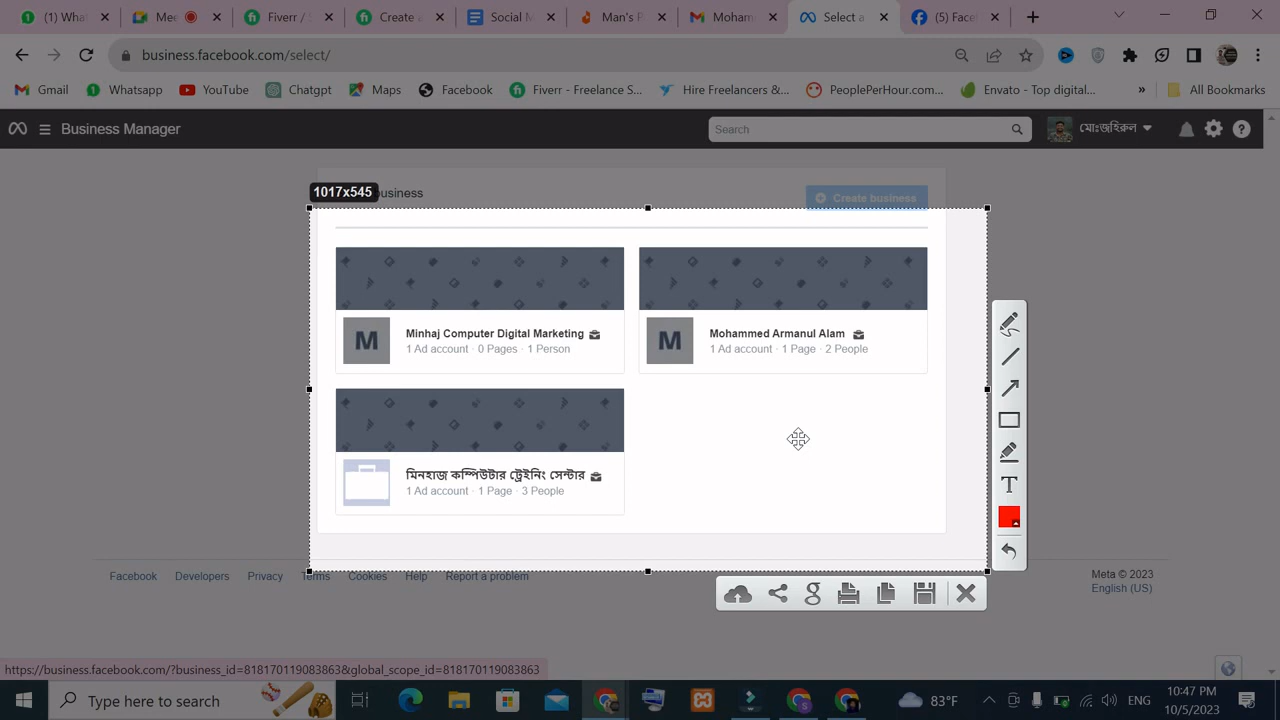 (1) Wha
Mee
Fiverr / S
Create a
Social M
Man's P
Moham
Select a
(5) Face
business.facebook.com/select/
Gmail
Whatsapp
YouTube
Chatgpt
Maps
Facebook
Fiverr - Freelance S...
Hire Freelancers &...
PeoplePerHour.com...
Envato - Top digital...
»
All Bookmarks
Business Manager
Search
মোঃজহিরুল
1017x545
usiness
Create business
M
Minhaj Computer Digital Marketing
1 Ad account · 0 Pages · 1 Person
M
Mohammed Armanul Alam
1 Ad account · 1 Page · 2 People
মিনহাজ কম্পিউটার ট্রেইনিং সেন্টার
1 Ad account · 1 Page · 3 People
T
g
Facebook
Developers
Privacy
Terms
Cookies
Help
Report a problem
Meta © 2023
English (US)
https://business.facebook.com/?business_id=818170119083863&global_scope_id=818170119083863
Type here to search
83°F
ENG
10:47 PM
10/5/2023